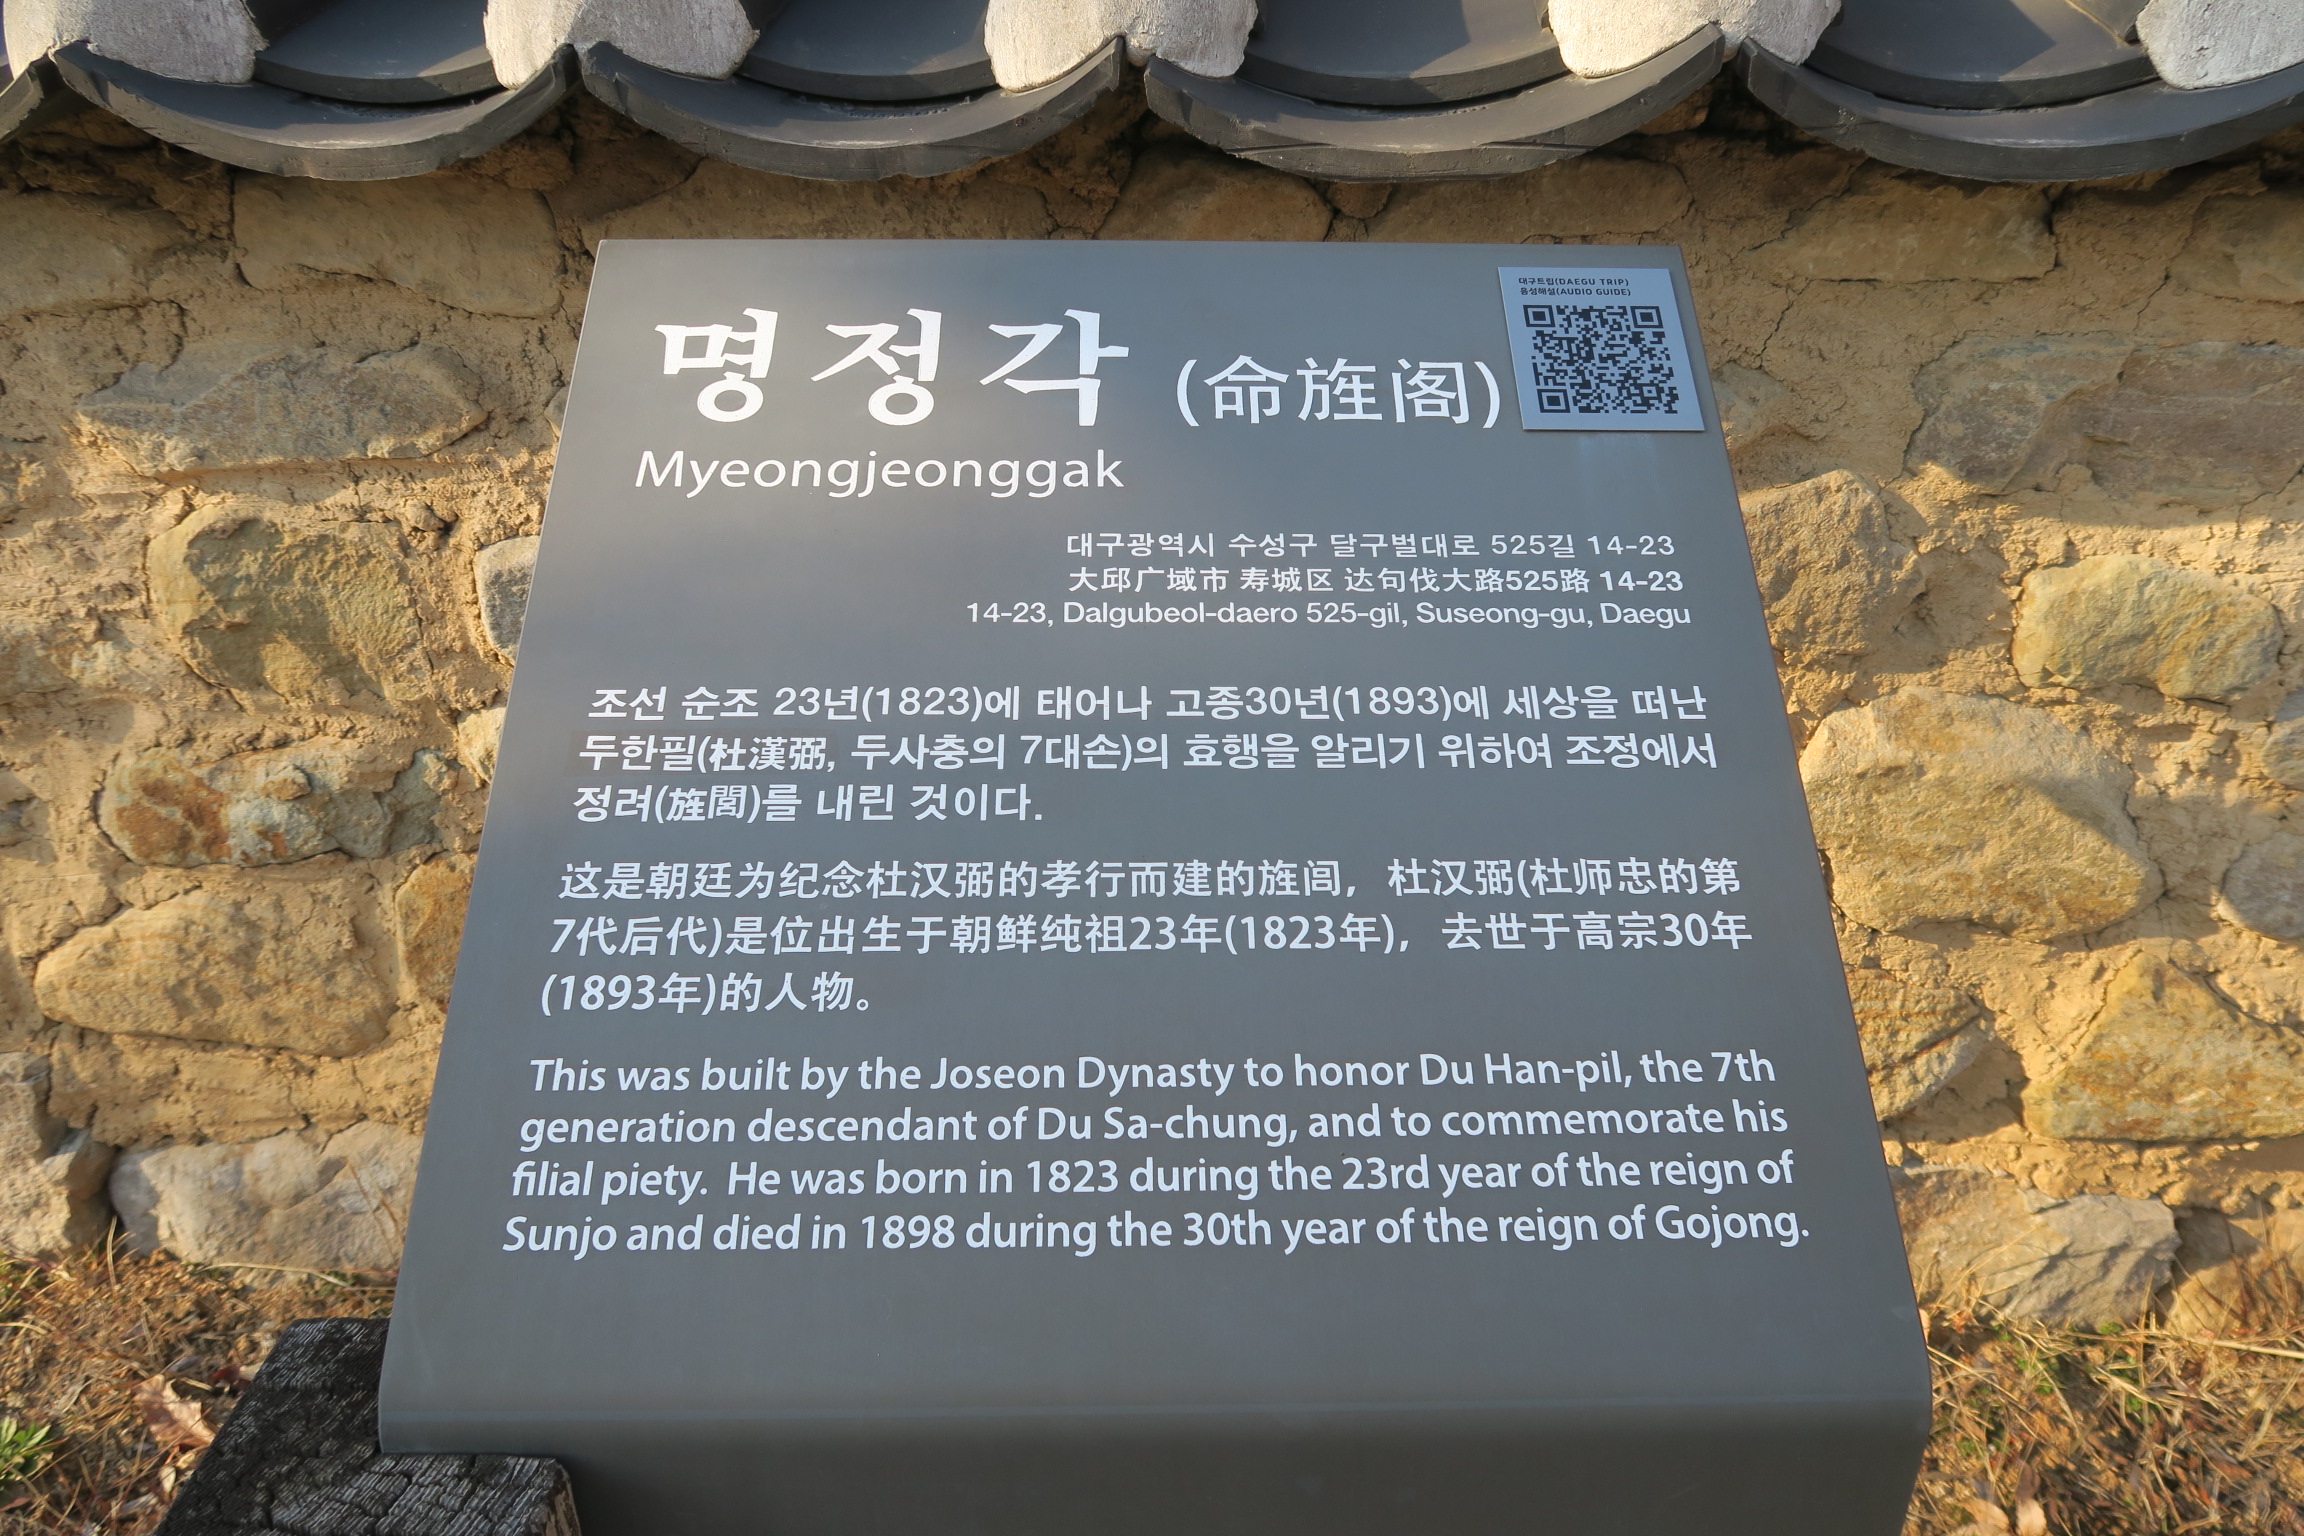 대구트립(DAEGU TRIP)
음성해설(AUDIO GUIDE)
명정각 (命旌阁)
Myeongjeonggak
대구광역시 수성구 달구벌대로 525길 14-23
大邱广域市 寿城区 达句伐大路525路 14-23
14-23, Dalgubeol-daero 525-gil, Suseong-gu, Daegu
조선 순조 23년(1823)에 태어나 고종30년(1893)에 세상을 떠난
두한필(杜漢弼, 두사충의 7대손)의 효행을 알리기 위하여 조정에서
정려(旌閭)를 내린 것이다.
这是朝廷为纪念杜汉弼的孝行而建的旌闾，杜汉弼(杜师忠的第
7代后代)是位出生于朝鲜纯祖23年(1823年)，去世于高宗30年
(1893年)的人物。
This was built by the Joseon Dynasty to honor Du Han-pil, the 7th
generation descendant of Du Sa-chung, and to commemorate his
filial piety. He was born in 1823 during the 23rd year of the reign of
Sunjo and died in 1898 during the 30th year of the reign of Gojong.